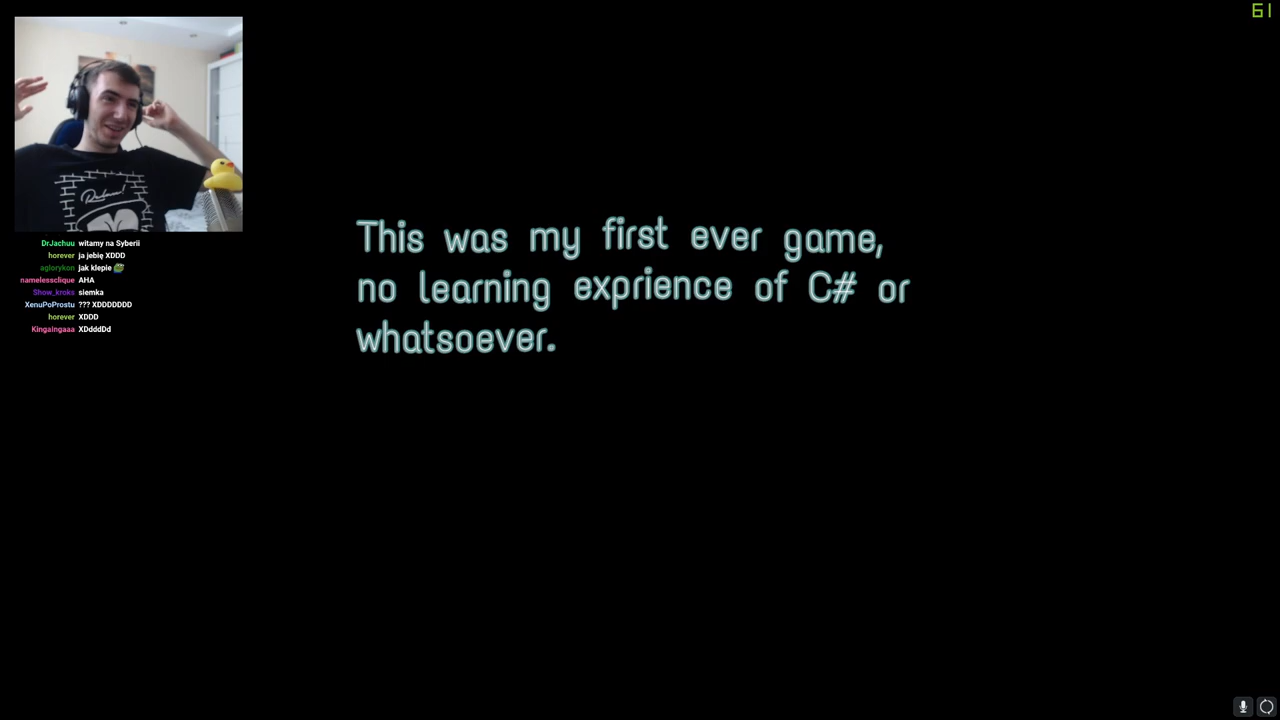 61
DrJachuu witamy na Syberii
horever ja jebię XDDD
aglorykon jak klepie
namelessclique AHA
Show_kroks siemka
XenuPoProstu ??? XDDDDDDD
horever XDDD
Kingaingaaa XDdddDd
This was my first ever game,
no learning exprience of C# or
whatsoever.